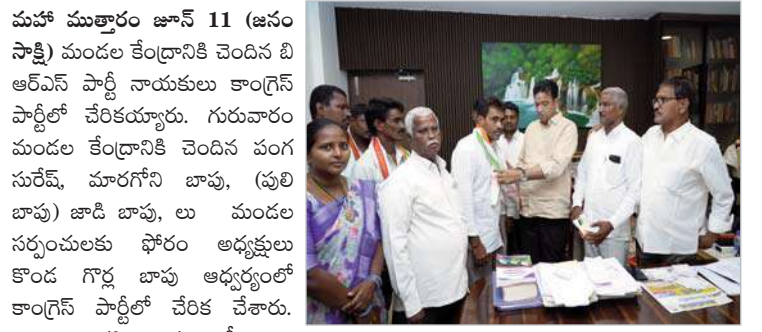 మహా ముత్తారం జూన్ 11 (జనం
సాక్షి) మండల కేంద్రానికి చెందిన బి
ఆర్ఎస్ పార్టీ నాయకులు కాంగ్రెస్
పార్టీలో చేరికయ్యారు. గురువారం
మండల కేంద్రానికి చెందిన పంగ
సురేష్, మారగోని బాపు, (పులి
బాపు) జాడి బాపు, లు మండల
సర్పంచులకు ఫోరం అధ్యక్షులు
కొండ గొర్ల బాపు ఆధ్వర్యంలో
కాంగ్రెస్ పార్టీలో చేరిక చేశారు.